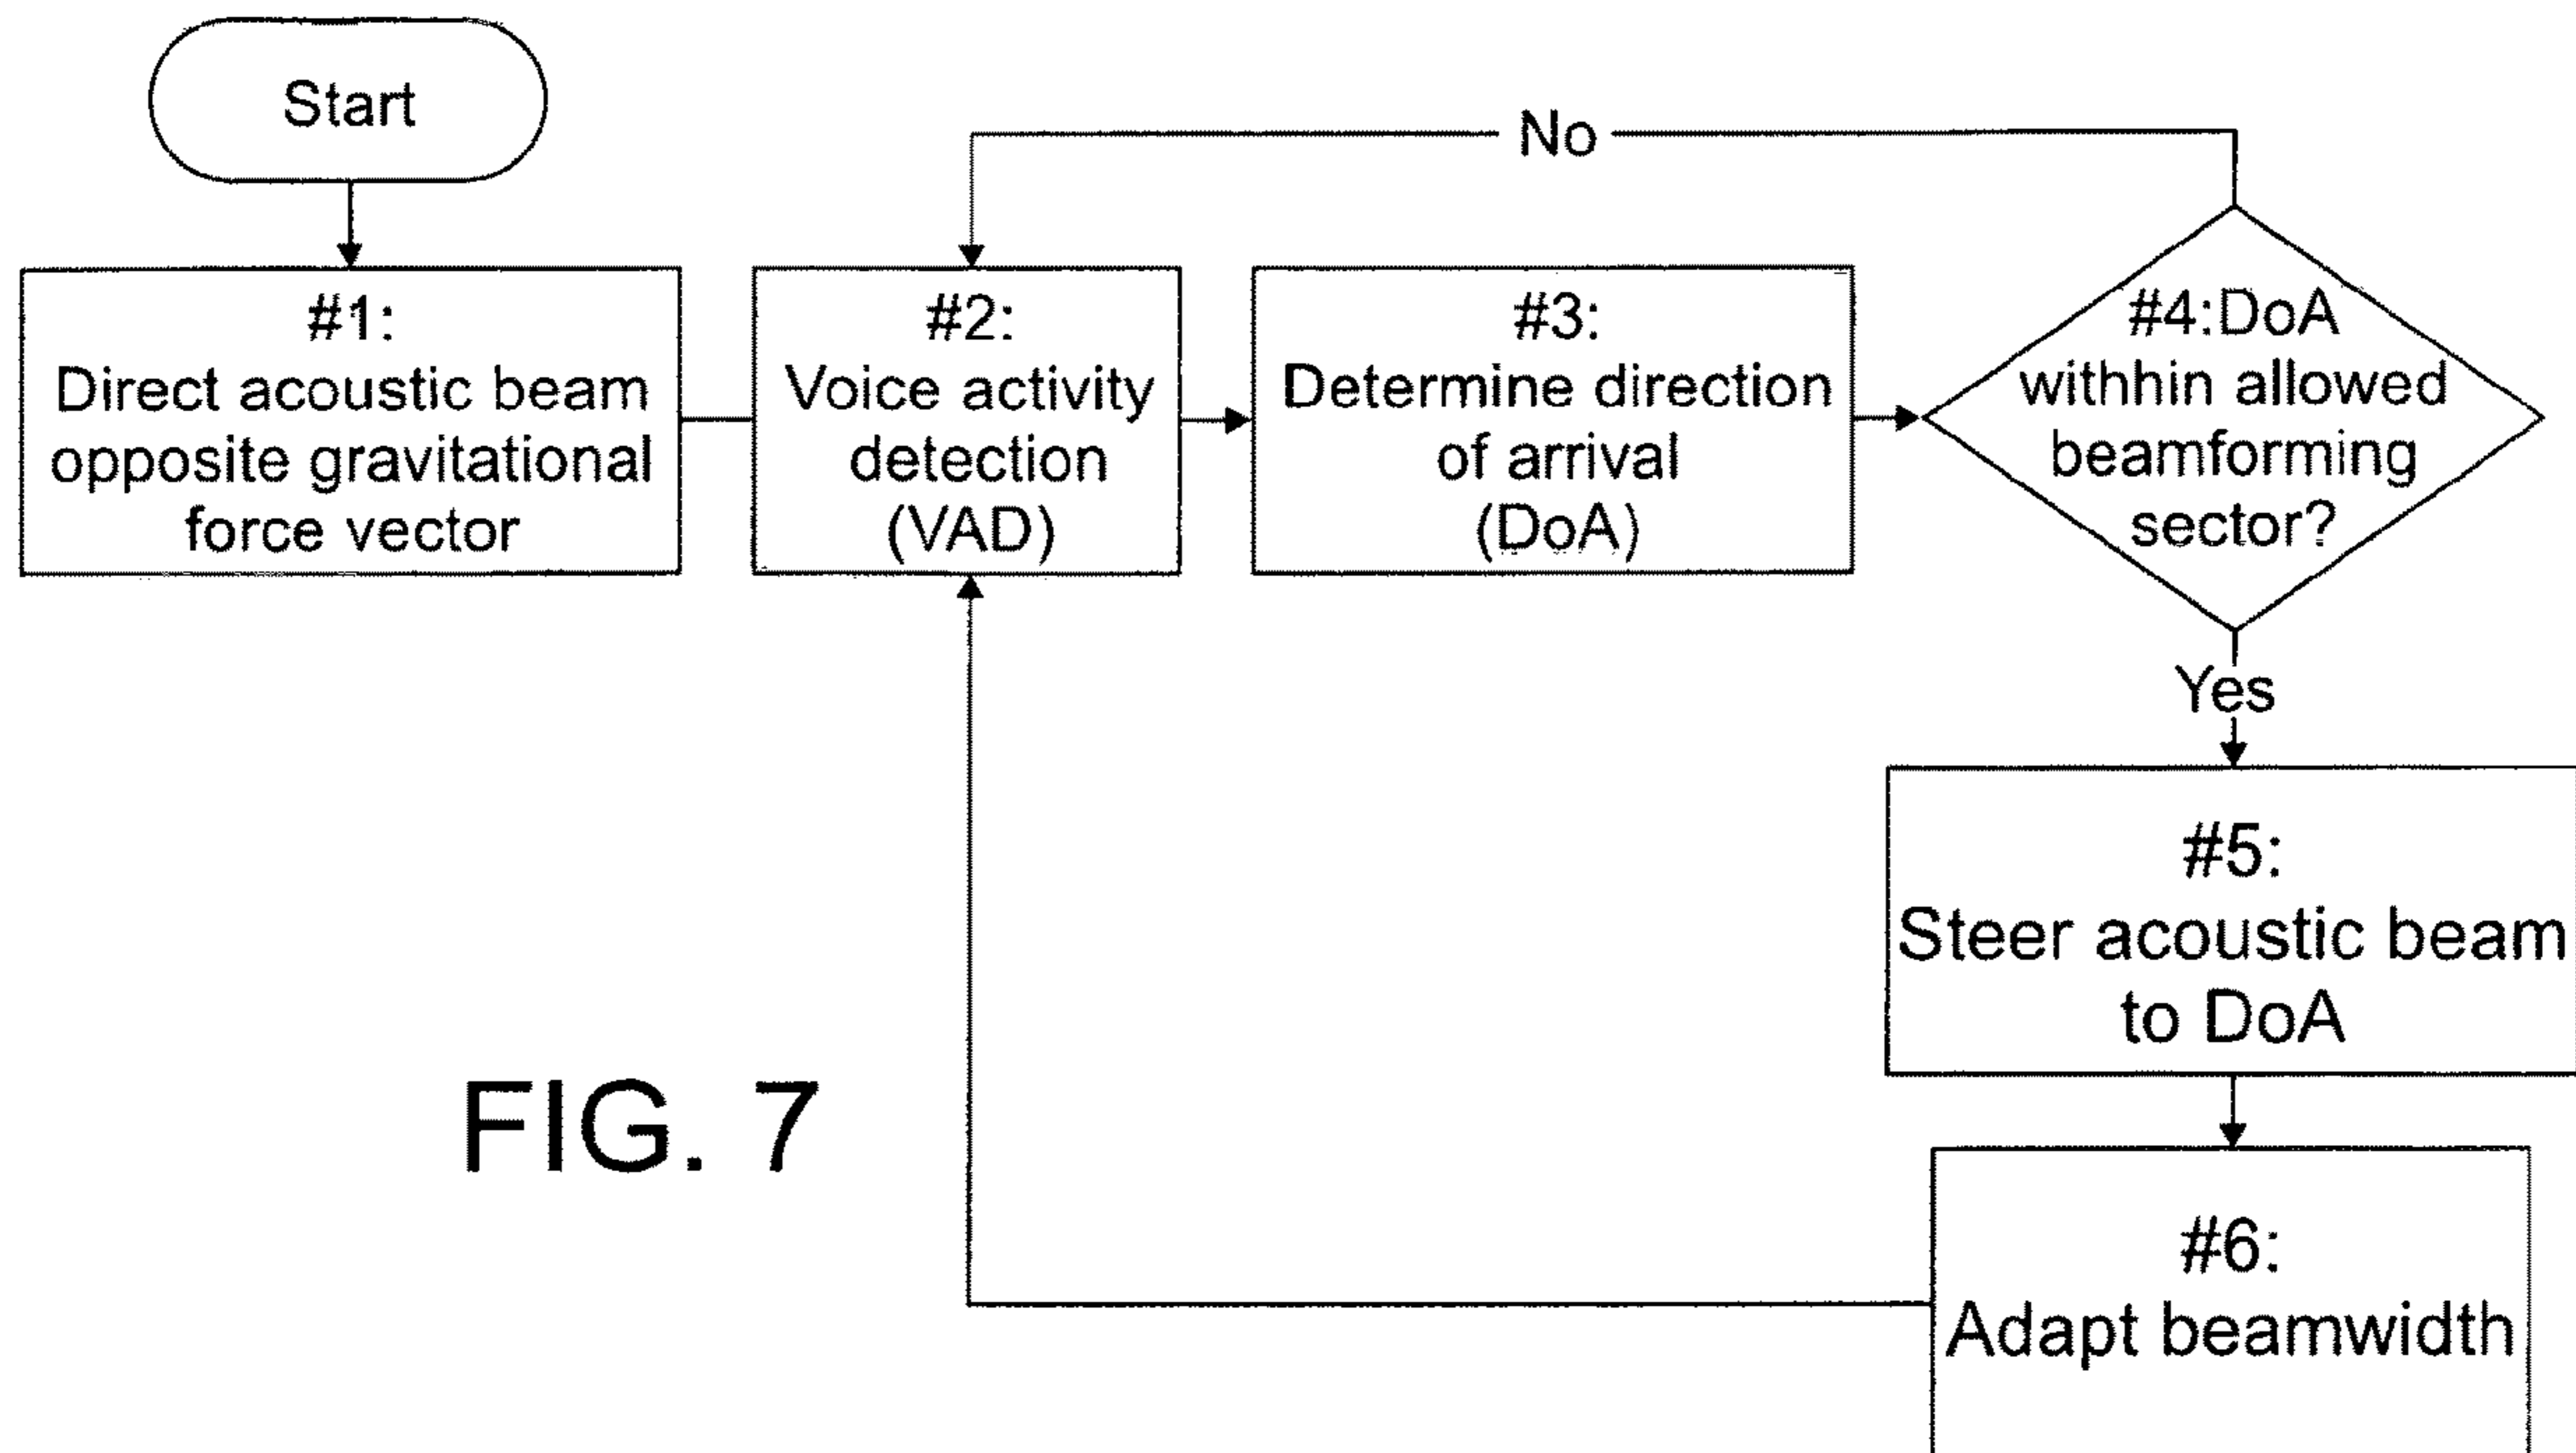 Start
No
#1:
Direct acoustic beam
opposite gravitational
force vector
#2:
Voice activity
detection
(VAD)
#3:
Determine direction
of arrival
(DoA)
#4:DoA
withhin allowed
beamforming
sector?
Yes
#5:
Steer acoustic beam
to DoA
#6:
Adapt beamwidth
FIG. 7